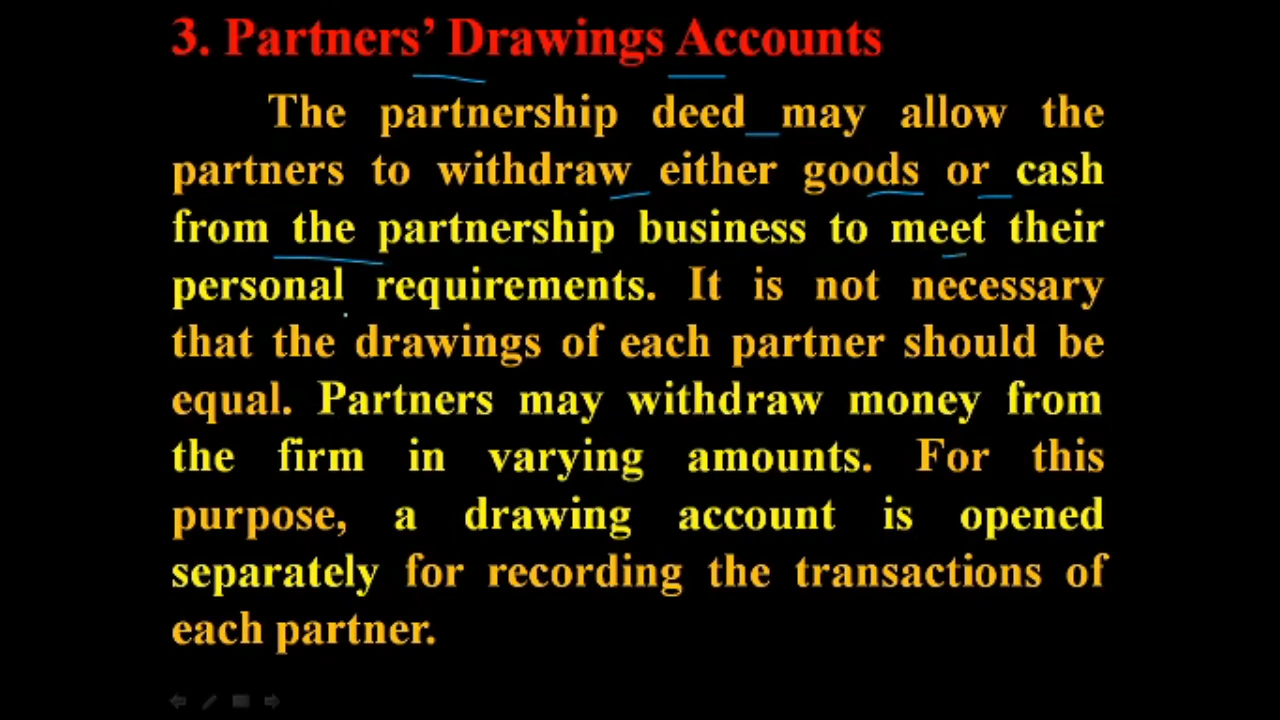 3. Partners’ Drawings Accounts
The partnership deed may allow the
partners to withdraw either goods or cash
from the partnership business to meet their
personal requirements. It is not necessary
that the drawings of each partner should be
equal. Partners may withdraw money from
the firm in varying amounts. For this
purpose, a drawing account is opened
separately for recording the transactions of
each partner.